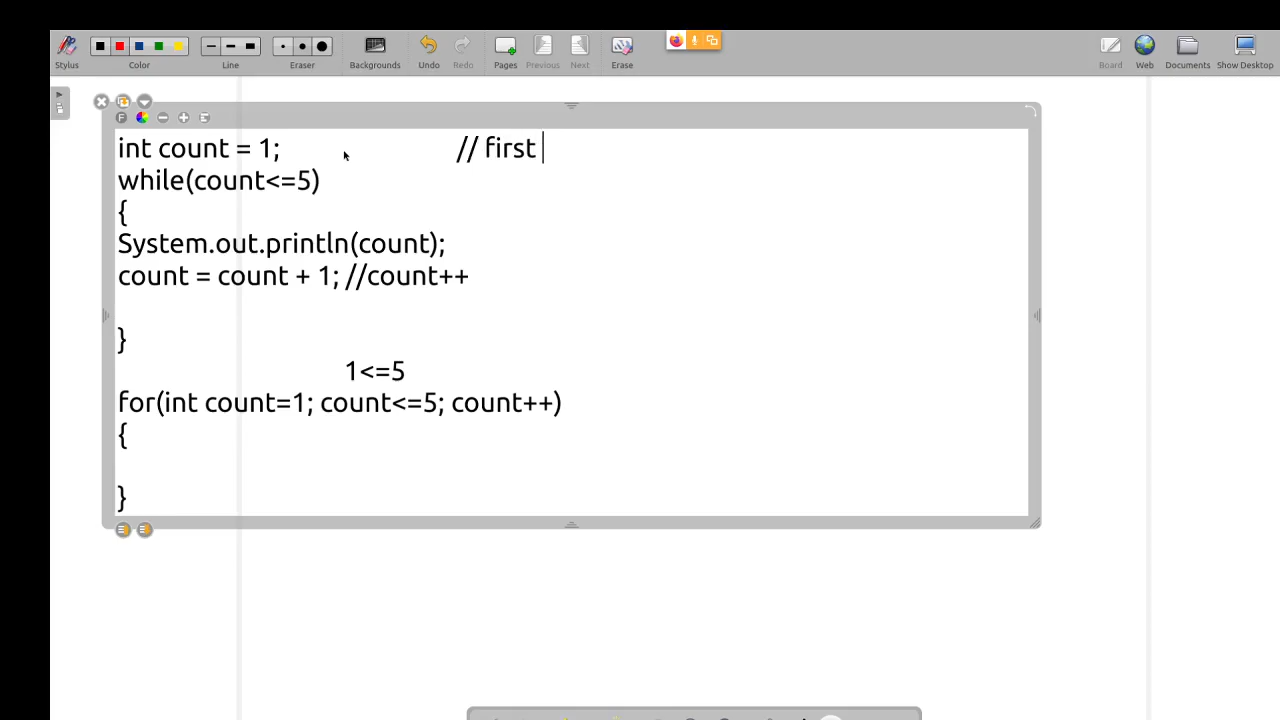 Stylus Color Line Eraser Backgrounds Undo Redo Pages Previous Next Erase Board Web Documents Show Desktop
F
int count = 1; // first
while(count<=5)
{
System.out.println(count);
count = count + 1; //count++
}
1<=5
for(int count=1; count<=5; count++)
{
}